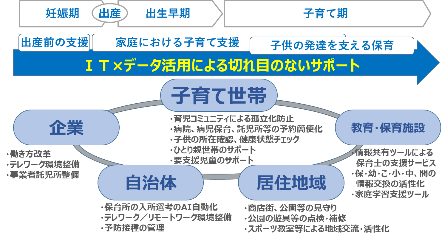 妊娠期
出産
出生早期
子育て期
出産前の支援
家庭における子育て支援
子供の発達を支える保育
ＩＴ×データ活用による切れ目のないサポート
子育て世帯
・育児コミュニティによる孤立化防止
・病院、病児保育、託児所等の予約簡便化
・子供の所在確認、健康状態チェック
・ひとり親世帯のサポート
・要支援児童のサポート
企業
・働き方改革
・テレワーク環境整備
・事業者託児所整備
教育・保育施設
・情報共有ツールによる
保育士の支援サービス
・保・幼・こ・小・中、間の
情報交換の活性化
・家庭学習支援ツール
自治体
・保育所の入所選考のAI自動化
・テレワーク/リモートワーク環境整備
・予防接種の管理
居住地域
・商店街、公園等の見守り
・公園の遊具等の点検・補修
・スポーツ教室等による地域交流・活性化